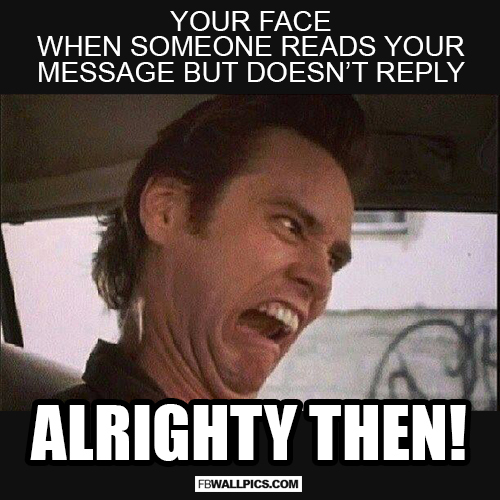 YOUR FACE
WHEN SOMEONE READS YOUR
MESSAGE BUT DOESN'T REPLY
ALRIGHTY THEN!
FBWALLPICS.COM